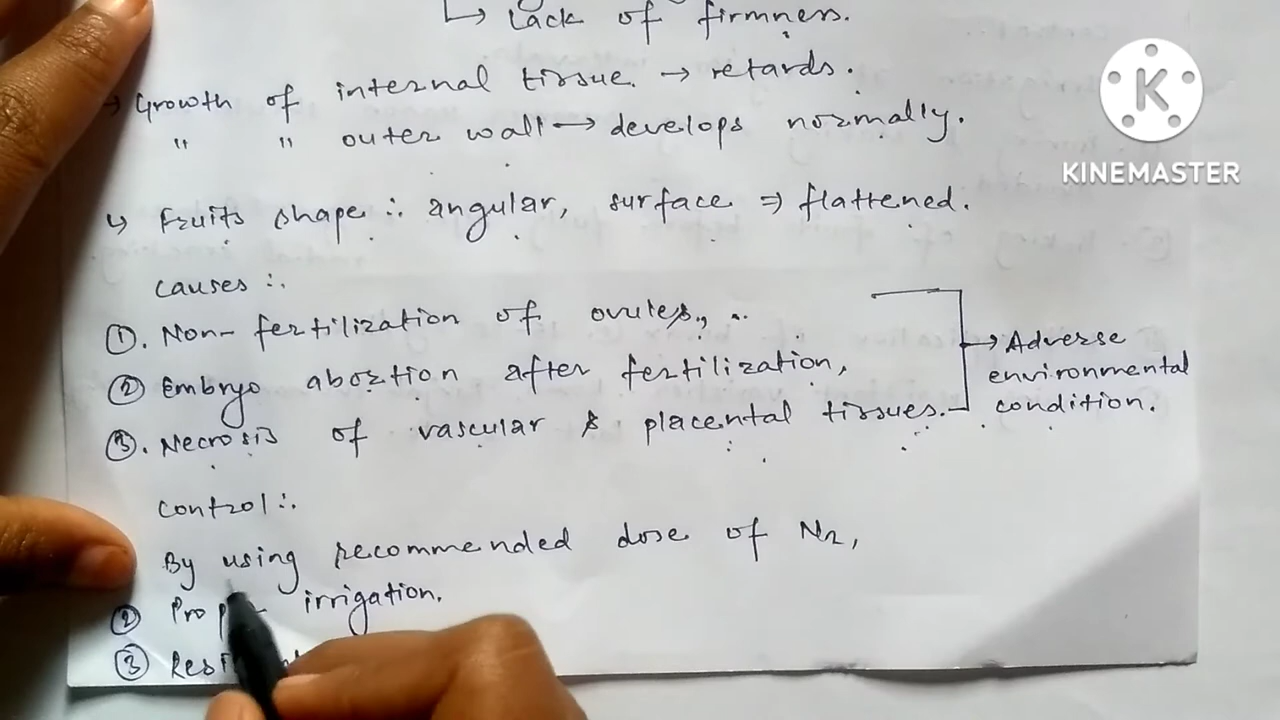 ↳ Lack of firmness.
→ Growth of internal tissue. → retards.
" " outer wall → develops normally.
↳ Fruits shape ∴ angular, surface ⇒ flattened.
Causes ∴
①. Non-fertilization of ovules,
② Embryo abortion after fertilization,
③. Necrosis of vascular & placental tissues.
→ Adverse environmental condition.
Control ∴
By using recommended dose of N2,
② irrigation.
③
K
KINEMASTER